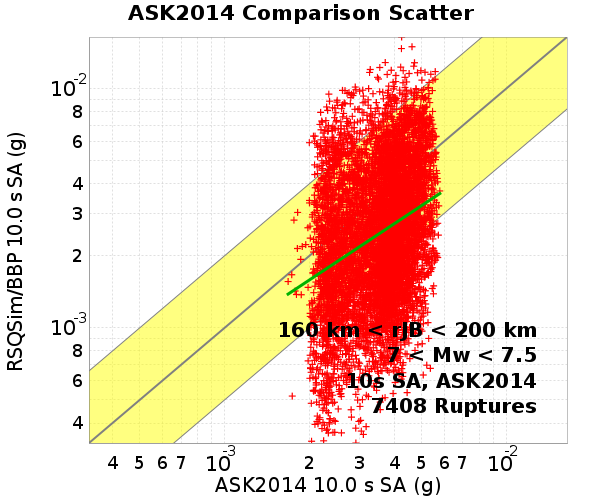 ASK2014 Comparison Scatter
RSQSim/BBP 10.0 s SA (g)
10-2
8
6
4
3
2
10-3
8
6
4
160 km < rJB < 200 km
7 < Mw < 7.5
10s SA, ASK2014
7408 Ruptures
4 5 6 7 10-3 2 3 4 5 6 7 10-2
ASK2014 10.0 s SA (g)